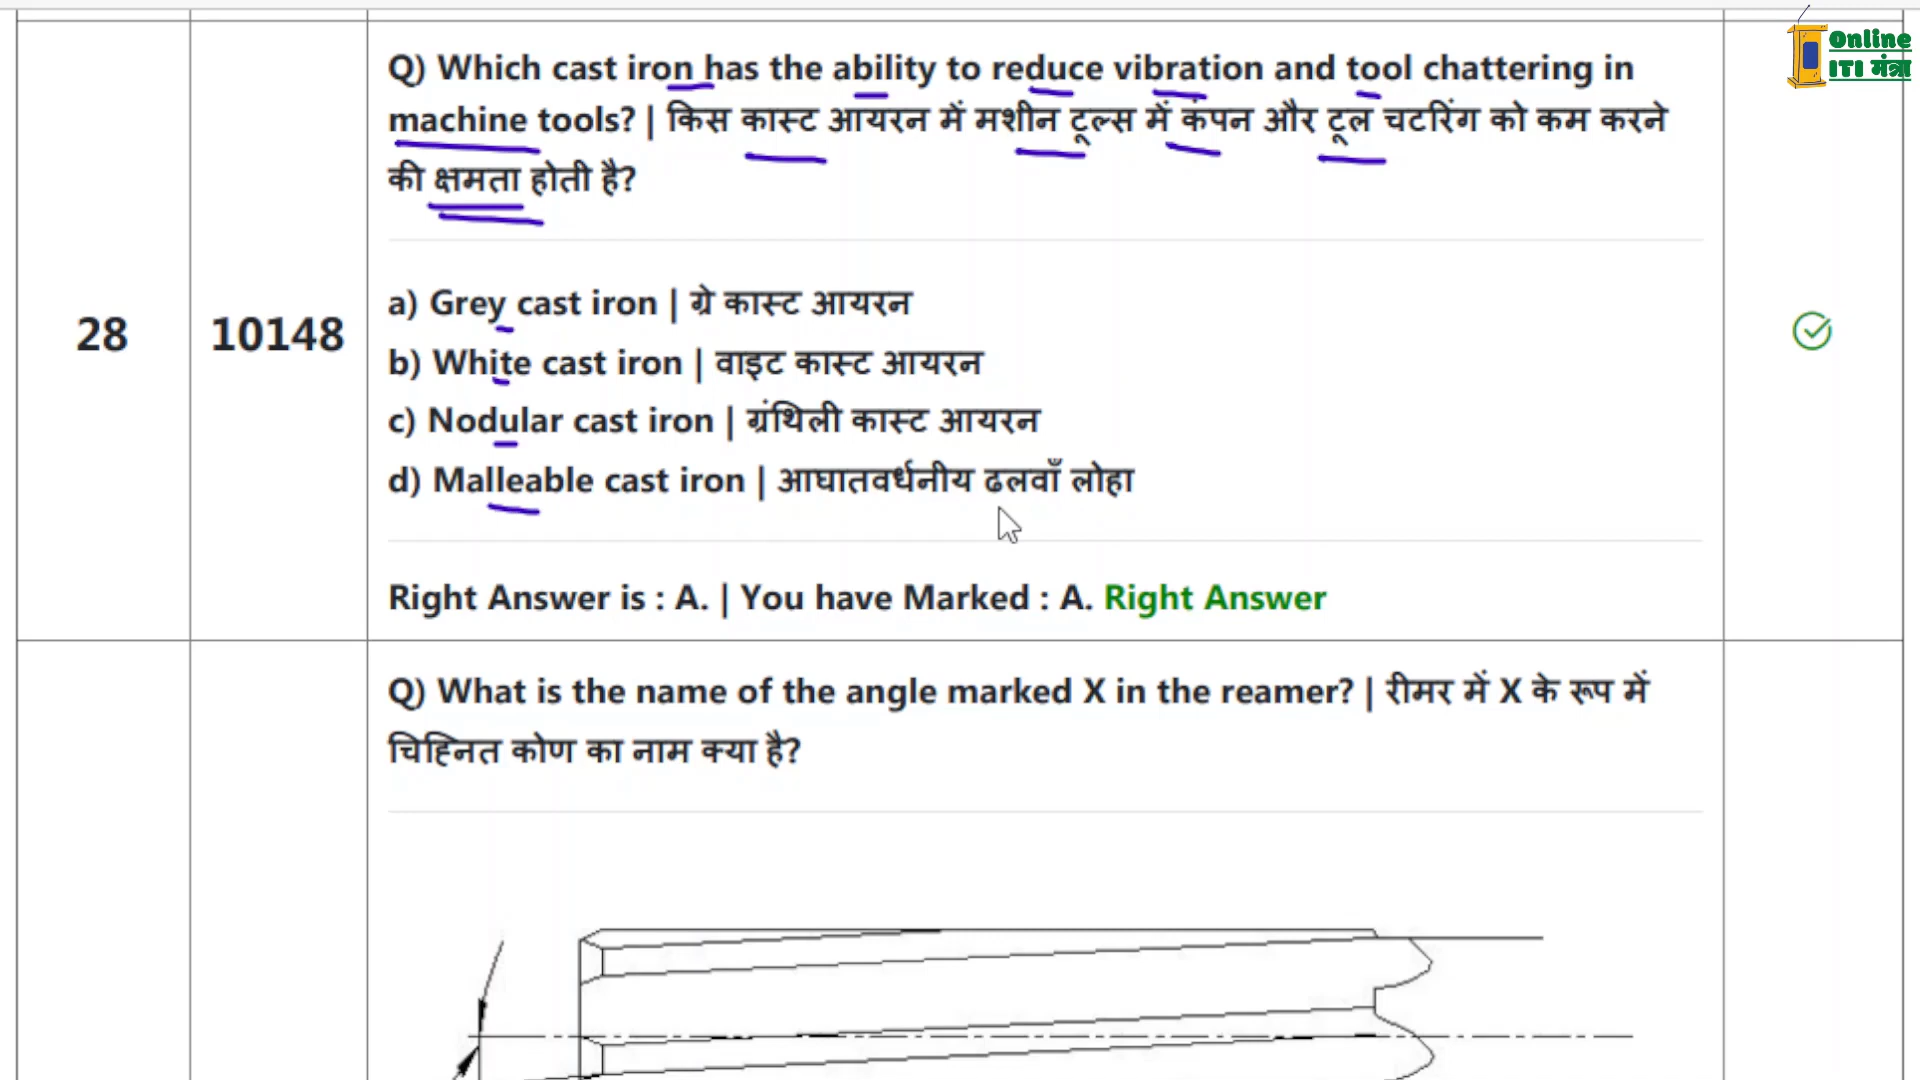 Online
ITI मंत्रा
Q) Which cast iron has the ability to reduce vibration and tool chattering in
machine tools? | किस कास्ट आयरन में मशीन टूल्स में कंपन और टूल चटरिंग को कम करने
की क्षमता होती है?
28
10148
a) Grey cast iron | ग्रे कास्ट आयरन
b) White cast iron | वाइट कास्ट आयरन
c) Nodular cast iron | ग्रंथिली कास्ट आयरन
d) Malleable cast iron | आघातवर्धनीय ढलवाँ लोहा
Right Answer is : A. | You have Marked : A. Right Answer
Q) What is the name of the angle marked X in the reamer? | रीमर में X के रूप में
चिह्नित कोण का नाम क्या है?